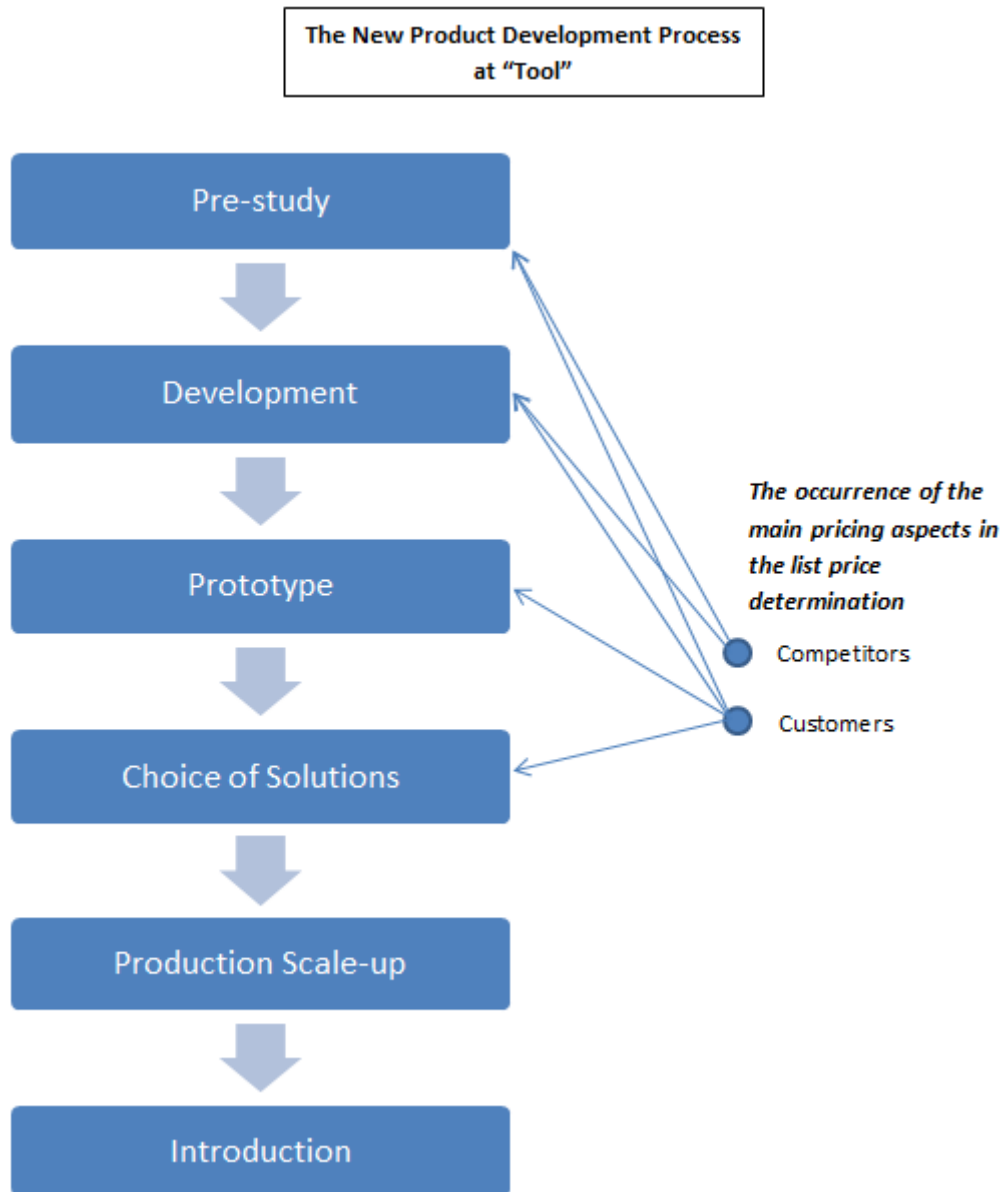 The New Product Development Process
at “Tool”
Pre-study
Development
Prototype
Choice of Solutions
Production Scale-up
Introduction
The occurrence of the
main pricing aspects in
the list price
determination
Competitors
Customers